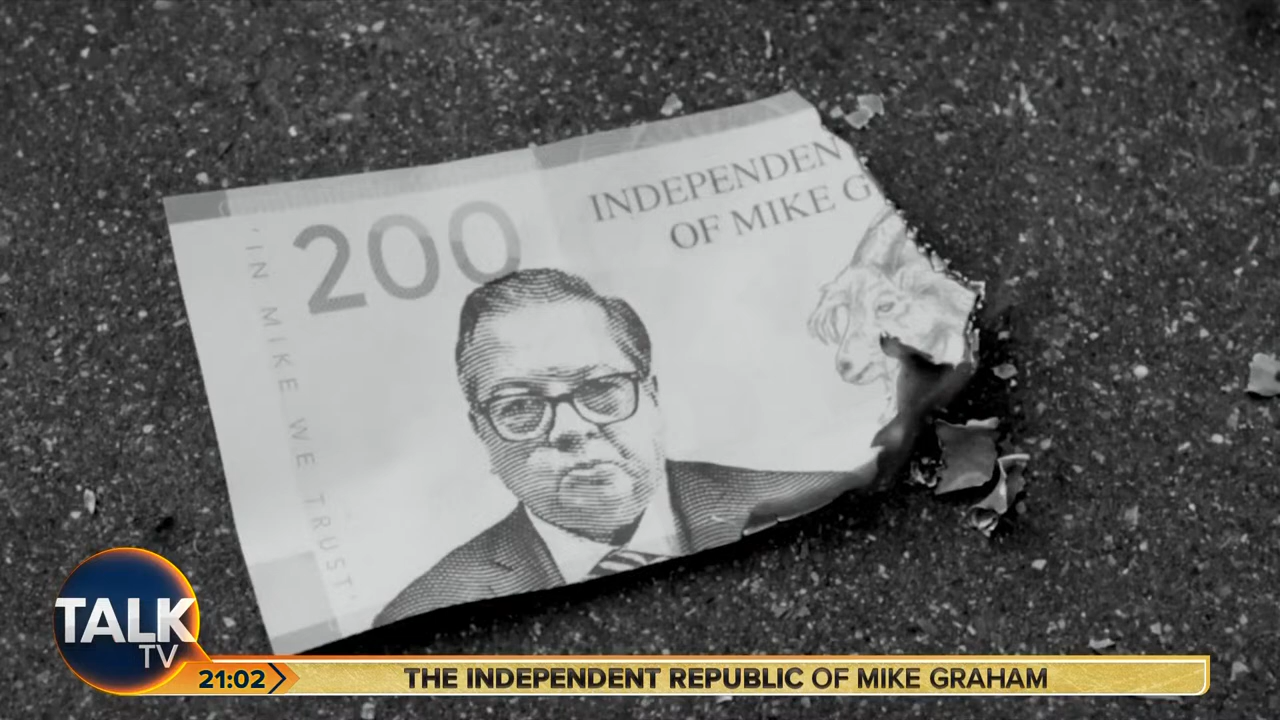 200
'IN MIKE WE TRUST'
INDEPENDEN
OF MIKE G
TALK
TV
21:02
THE INDEPENDENT REPUBLIC OF MIKE GRAHAM